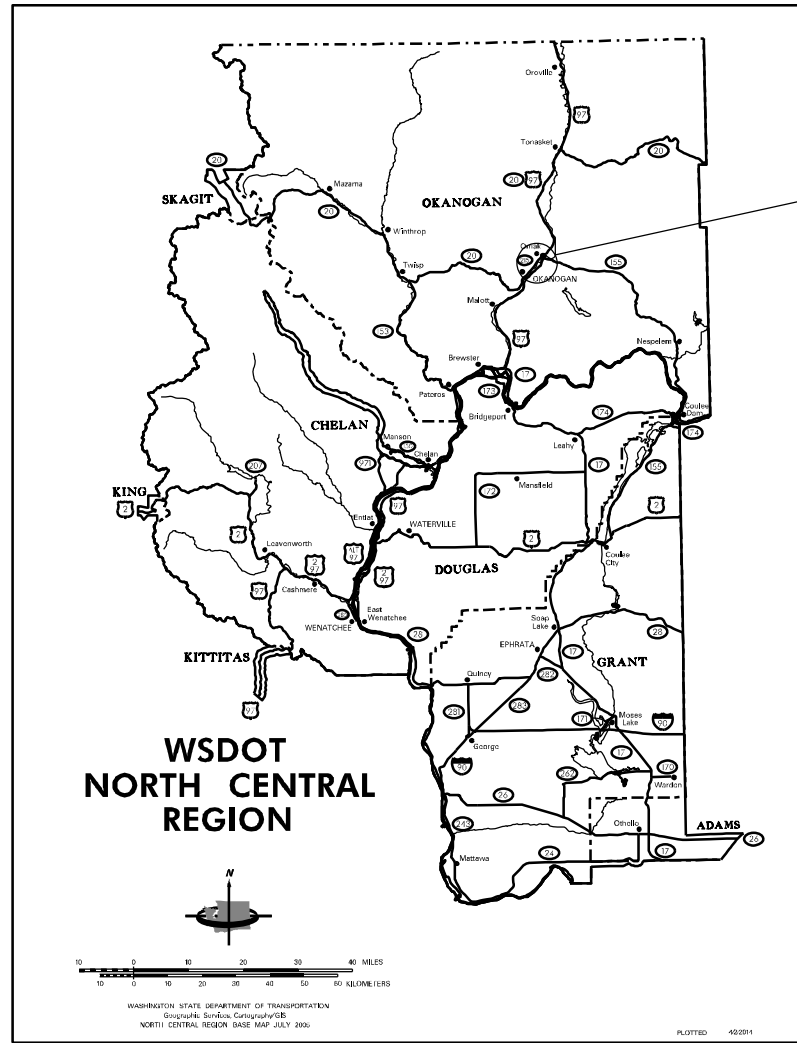 Oroville
97
Tonasket
20
20
SKAGIT
Mazama
20
97
20
OKANOGAN
Winthrop
Omak
20
155
Twisp
OKANOGAN
Malott
153
97
Nespelem
Brewster
17
Pateros
173
Bridgeport
174
Coulee
Dam
CHELAN
174
Leahy
Manson
Chelan
971
17
155
207
KING
2
97
172
Mansfield
2
Entiat
WATERVILLE
2
2
Leavenworth
ALT
97
Coulee
City
2
97
DOUGLAS
2
97
97
Cashmere
East
Wenatchee
WENATCHEE
Soap
Lake
28
28
EPHRATA
KITTITAS
17
GRANT
Quincy
282
97
281
283
171
Moses
Lake
90
WSDOT
NORTH CENTRAL
REGION
George
17
90
262
170
Warden
26
243
Othello
ADAMS
26
Mattawa
24
17
N
10 0 10 20 30 40 MILES
10 0 10 20 30 40 50 60 KILOMETERS
WASHINGTON STATE DEPARTMENT OF TRANSPORTATION
Geographic Services, Cartography/GIS
NORTH CENTRAL REGION BASE MAP JULY 2005
PLOTTED 4/2/2014